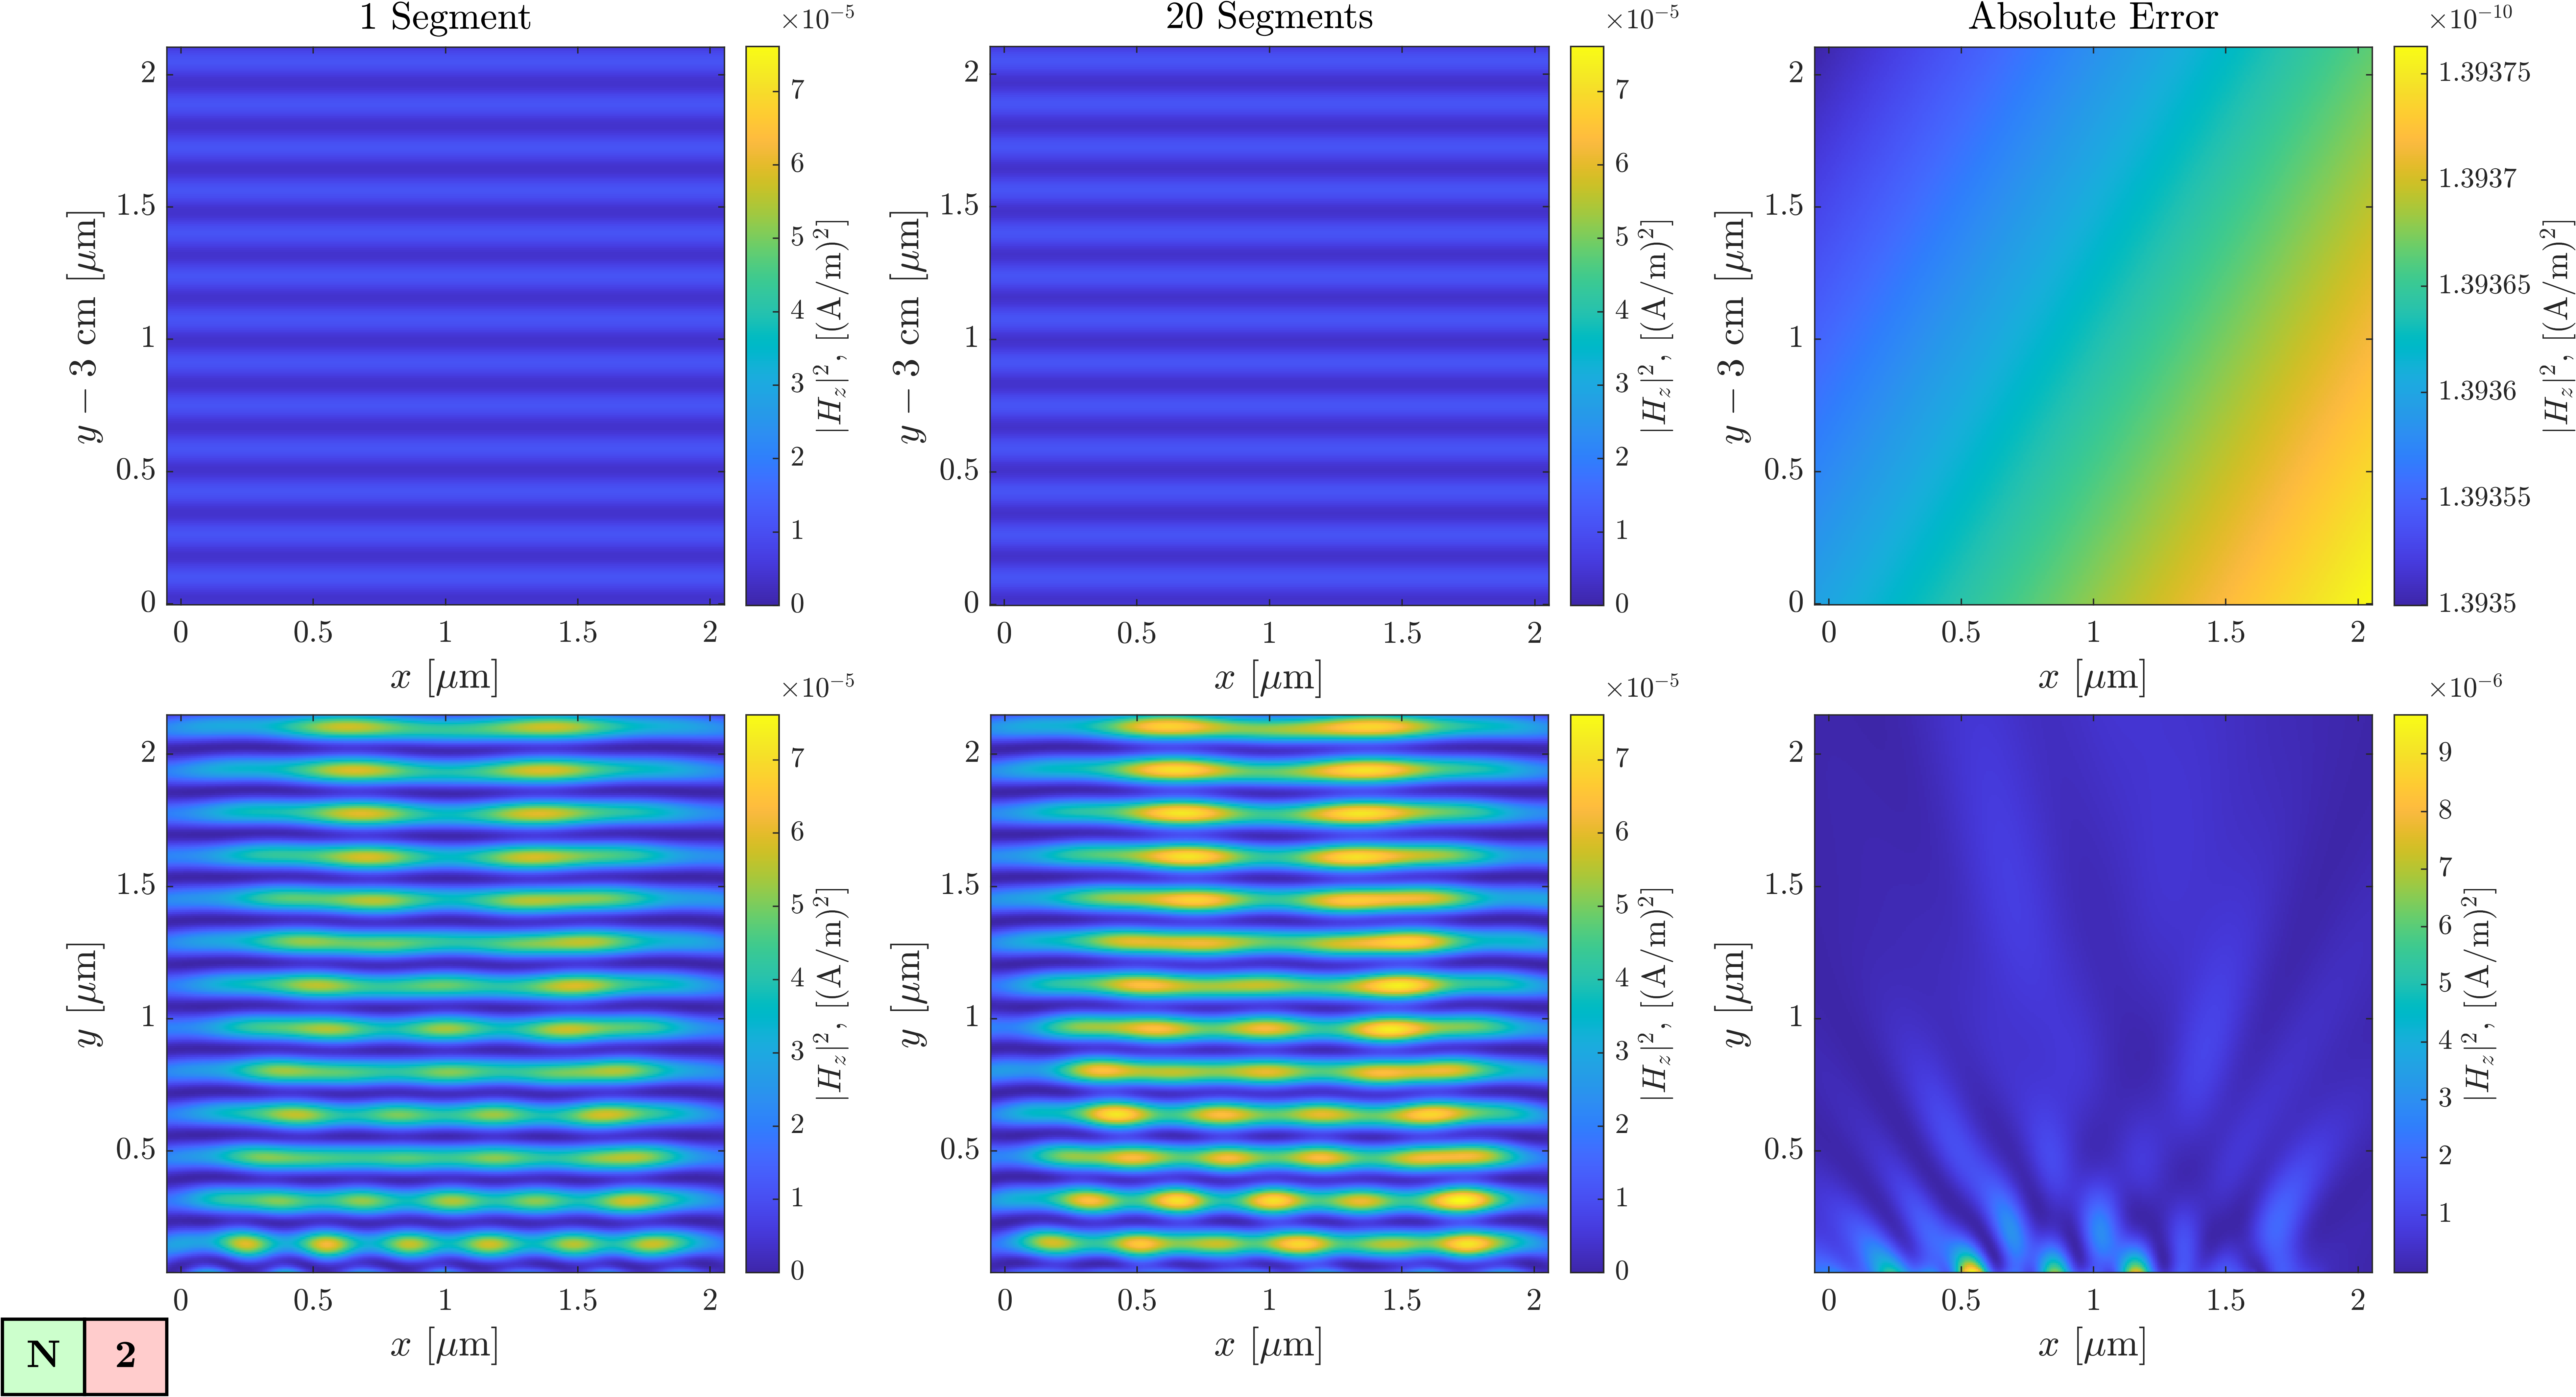 1 Segment
×10⁻⁵
20 Segments
×10⁻⁵
Absolute Error
×10⁻¹⁰
y − 3 cm [μm]
2
1.5
1
0.5
0
0 0.5 1 1.5 2
x [μm]
7
6
5
4
3
2
1
0
|H_z|², [(A/m)²]
y − 3 cm [μm]
2
1.5
1
0.5
0
0 0.5 1 1.5 2
x [μm]
7
6
5
4
3
2
1
0
|H_z|², [(A/m)²]
y − 3 cm [μm]
2
1.5
1
0.5
0
0 0.5 1 1.5 2
x [μm]
1.39375
1.3937
1.39365
1.3936
1.39355
1.3935
|H_z|², [(A/m)²]
×10⁻⁵
×10⁻⁵
×10⁻⁶
y [μm]
2
1.5
1
0.5
0 0.5 1 1.5 2
x [μm]
7
6
5
4
3
2
1
0
|H_z|², [(A/m)²]
y [μm]
2
1.5
1
0.5
0 0.5 1 1.5 2
x [μm]
7
6
5
4
3
2
1
0
|H_z|², [(A/m)²]
y [μm]
2
1.5
1
0.5
0 0.5 1 1.5 2
x [μm]
9
8
7
6
5
4
3
2
1
|H_z|², [(A/m)²]
N 2